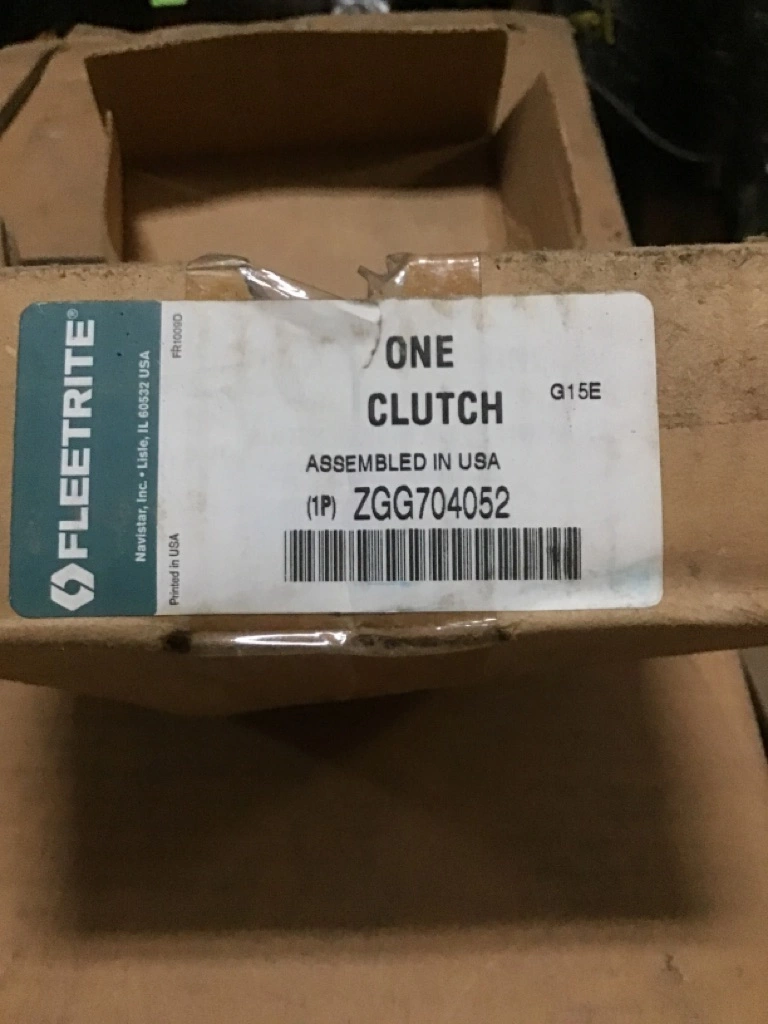 FLEETRITE®
Navistar, Inc. • Lisle, IL 60532 USA
FR1009D
Printed in USA
ONE
CLUTCH
G15E
ASSEMBLED IN USA
(1P) ZGG704052